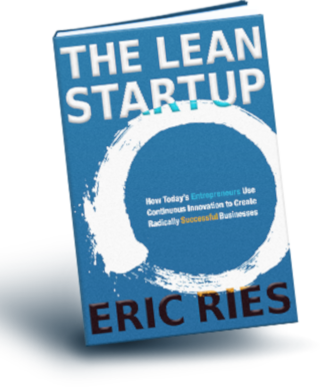 THE LEAN
STARTUP
How Today's Entrepreneurs Use
Continuous Innovation to Create
Radically Successful Businesses
ERIC RIES